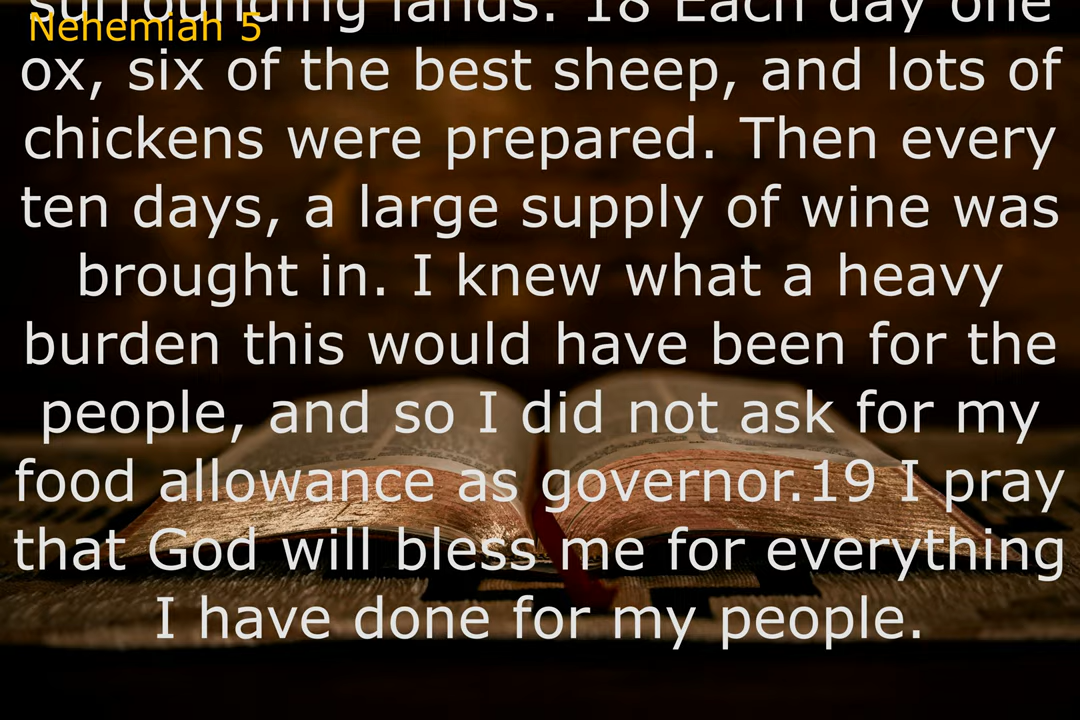 Nehemiah 5
surrounding lands. 18 Each day one
ox, six of the best sheep, and lots of
chickens were prepared. Then every
ten days, a large supply of wine was
brought in. I knew what a heavy
burden this would have been for the
people, and so I did not ask for my
food allowance as governor.19 I pray
that God will bless me for everything
I have done for my people.